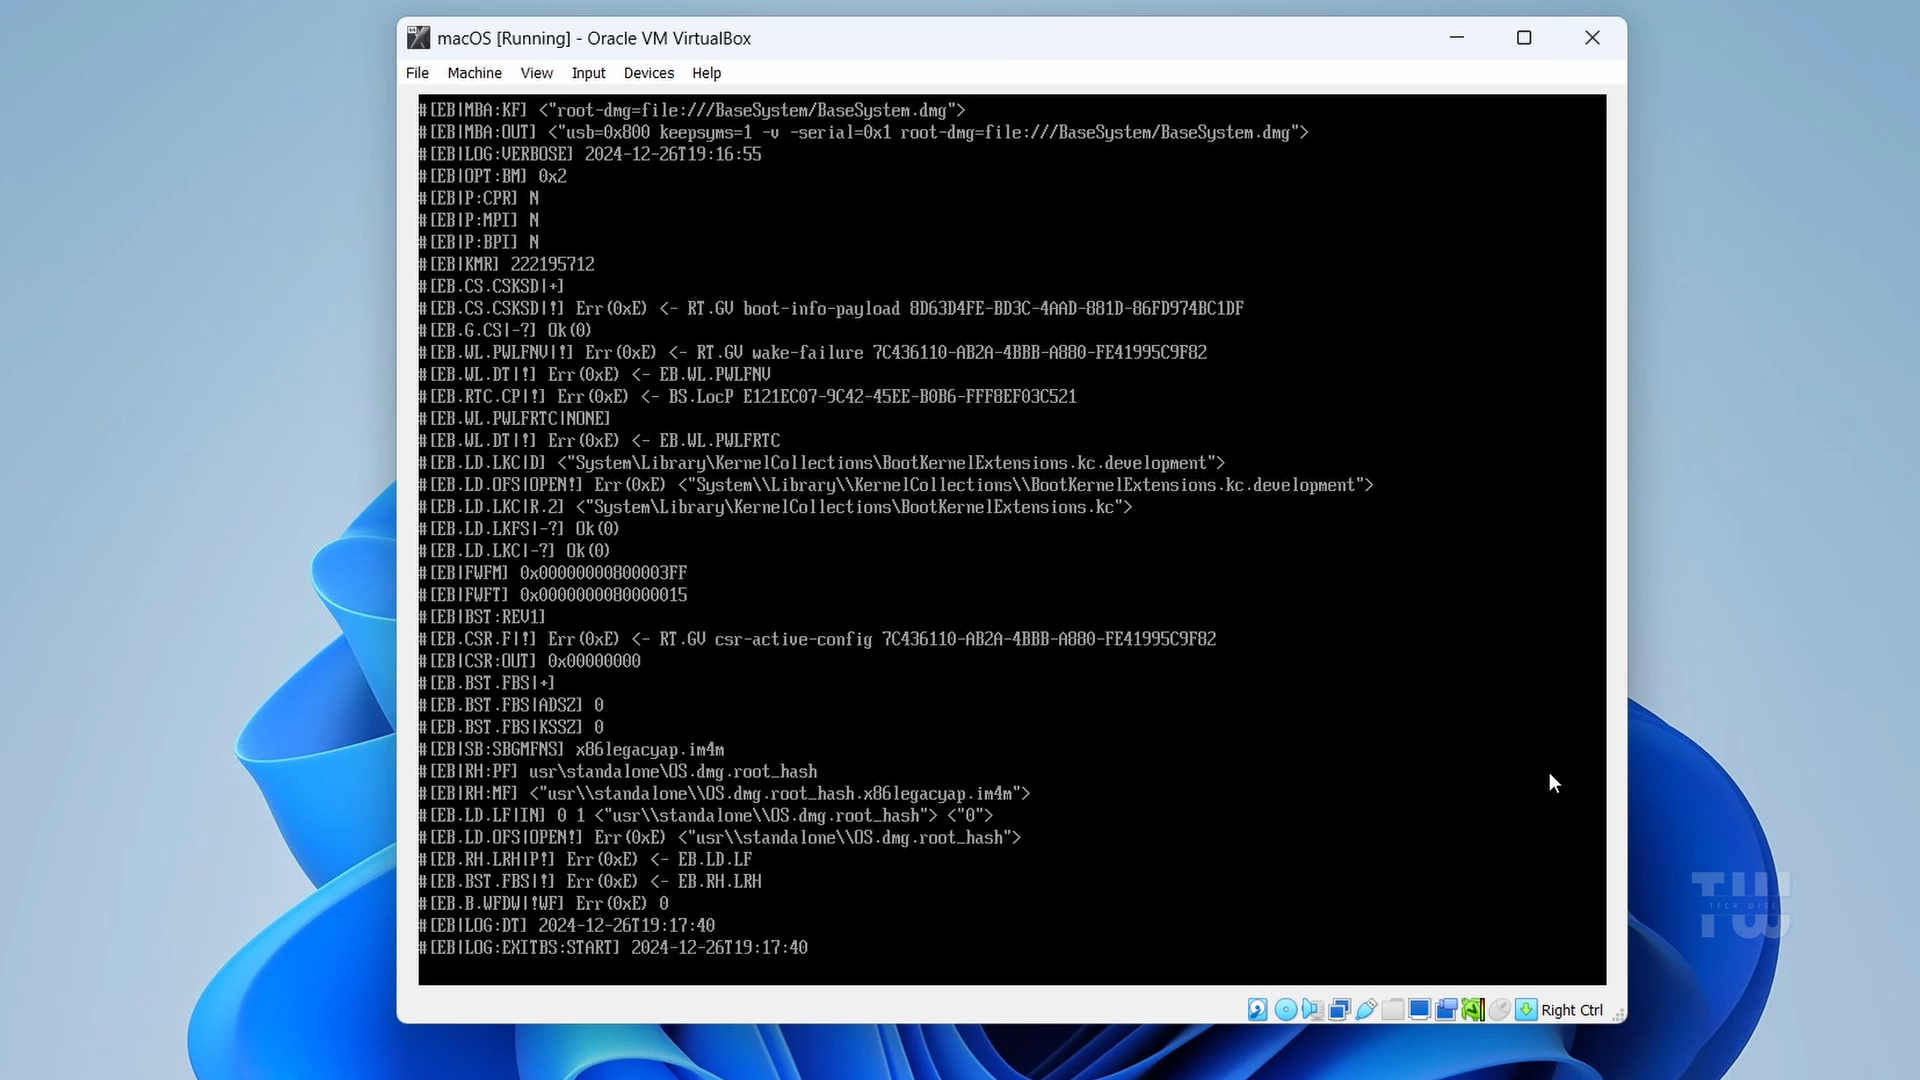 macOS [Running] - Oracle VM VirtualBox
File Machine View Input Devices Help
#[EB|MBA:KF] <"root-dmg=file:///BaseSystem/BaseSystem.dmg">
#[EB|MBA:OUT] <"usb=0x800 keepsyms=1 -v -serial=0x1 root-dmg=file:///BaseSystem/BaseSystem.dmg">
#[EB|LOG:VERBOSE] 2024-12-26T19:16:55
#[EB|OPT:BM] 0x2
#[EB|P:CPR] N
#[EB|P:MPI] N
#[EB|P:BPI] N
#[EB|KMR] 222195712
#[EB.CS.CSKSD|+]
#[EB.CS.CSKSD|!] Err(0xE) <- RT.GV boot-info-payload 8D63D4FE-BD3C-4AAD-881D-86FD974BC1DF
#[EB.G.CS|-?] Ok(0)
#[EB.WL.PWLFNV|!] Err(0xE) <- RT.GV wake-failure 7C436110-AB2A-4BBB-A880-FE41995C9F82
#[EB.WL.DT|!] Err(0xE) <- EB.WL.PWLFNV
#[EB.RTC.CP|!] Err(0xE) <- BS.LocP E121EC07-9C42-45EE-B0B6-FFF8EF03C521
#[EB.WL.PWLFRTC|NONE]
#[EB.WL.DT|!] Err(0xE) <- EB.WL.PWLFRTC
#[EB.LD.LKC|D] <"System\Library\KernelCollections\BootKernelExtensions.kc.development">
#[EB.LD.OFS|OPEN!] Err(0xE) <"System\\Library\\KernelCollections\\BootKernelExtensions.kc.development">
#[EB.LD.LKC|R.2] <"System\Library\KernelCollections\BootKernelExtensions.kc">
#[EB.LD.LKFS|-?] Ok(0)
#[EB.LD.LKC|-?] Ok(0)
#[EB|FWFM] 0x00000000800003FF
#[EB|FWFT] 0x0000000080000015
#[EB|BST:REV1]
#[EB.CSR.F|!] Err(0xE) <- RT.GV csr-active-config 7C436110-AB2A-4BBB-A880-FE41995C9F82
#[EB|CSR:OUT] 0x00000000
#[EB.BST.FBS|+]
#[EB.BST.FBS|ADSZ] 0
#[EB.BST.FBS|KSSZ] 0
#[EB|SB:SBGMFNS] x86legacyap.im4m
#[EB|RH:PF] usr\standalone\OS.dmg.root_hash
#[EB|RH:MF] <"usr\\standalone\\OS.dmg.root_hash.x86legacyap.im4m">
#[EB.LD.LF|IN] 0 1 <"usr\\standalone\\OS.dmg.root_hash"> <"0">
#[EB.LD.OFS|OPEN!] Err(0xE) <"usr\\standalone\\OS.dmg.root_hash">
#[EB.RH.LRH|P!] Err(0xE) <- EB.LD.LF
#[EB.BST.FBS|!] Err(0xE) <- EB.RH.LRH
#[EB.B.WFDW|!WF] Err(0xE) 0
#[EB|LOG:DT] 2024-12-26T19:17:40
#[EB|LOG:EXITBS:START] 2024-12-26T19:17:40
TW
TECH WISE
Right Ctrl